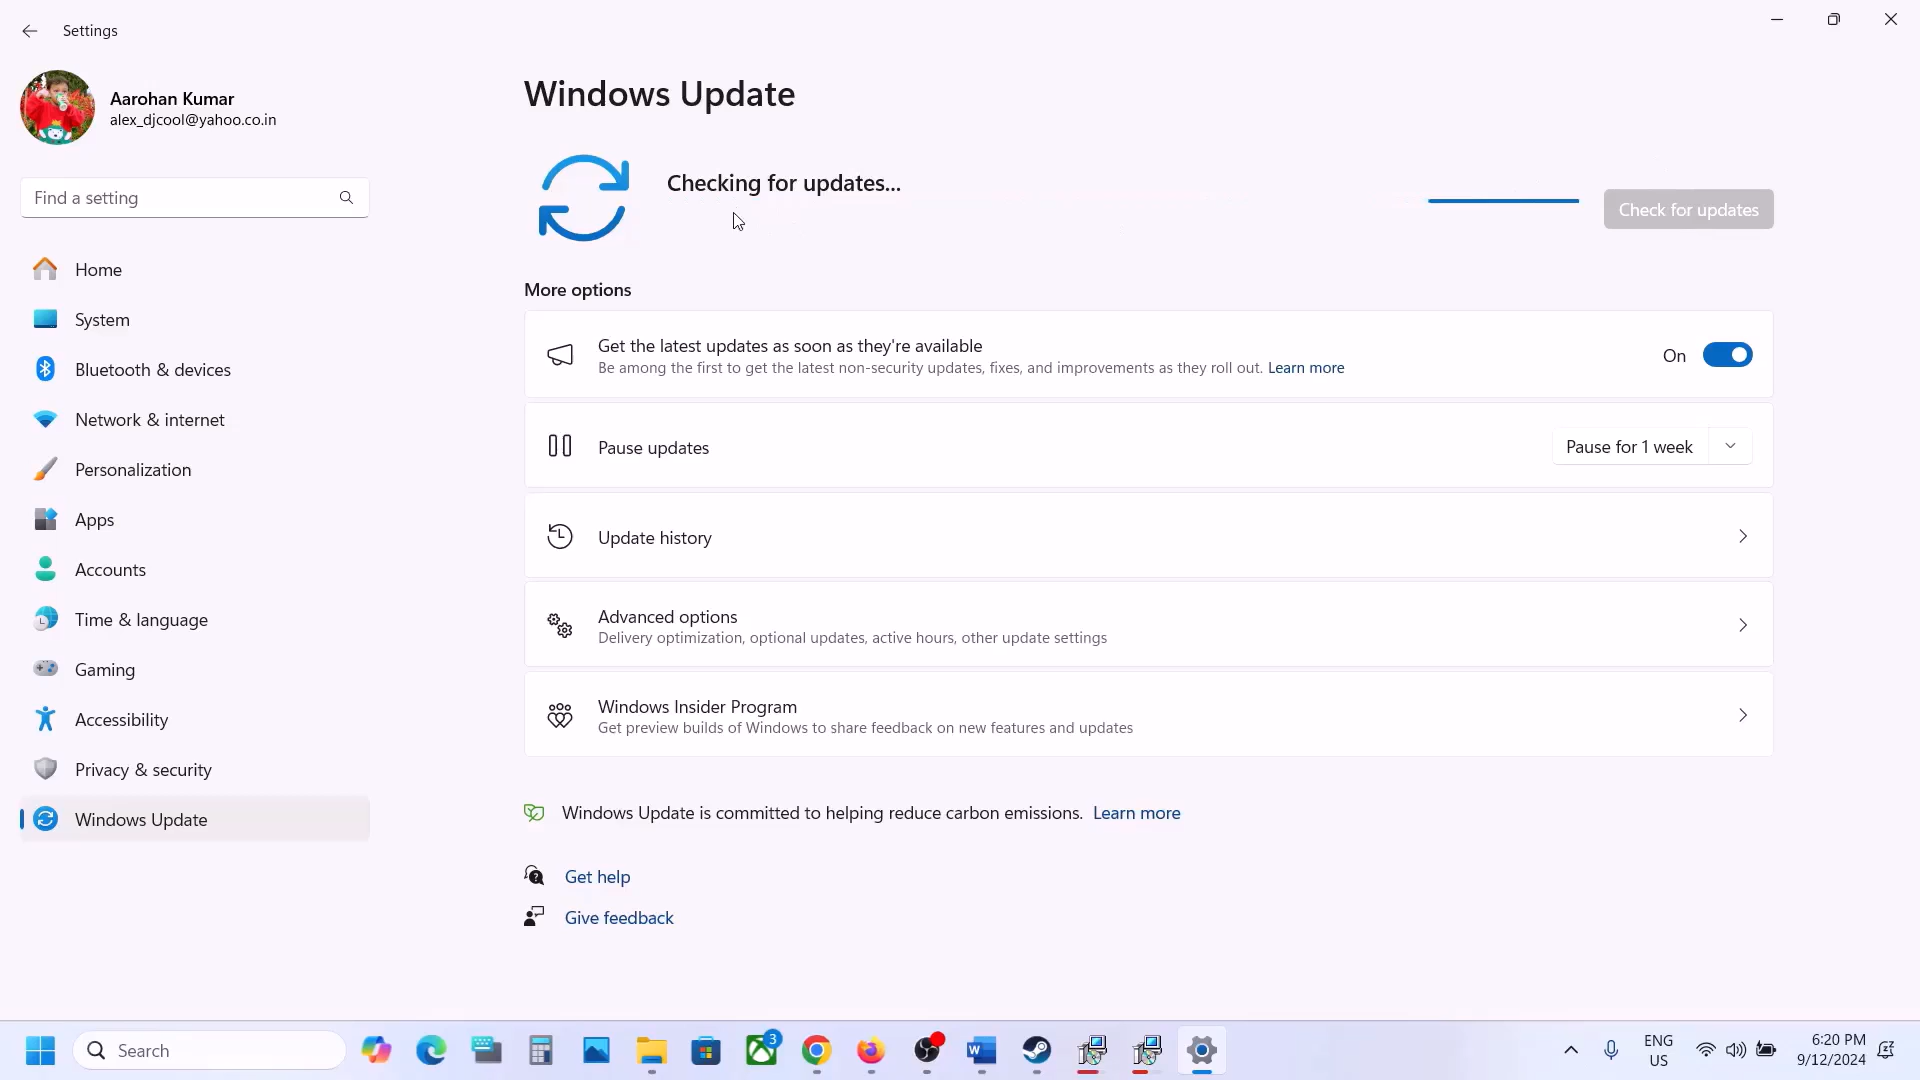 Settings
Aarohan Kumar
alex_djcool@yahoo.co.in
Find a setting
Home
System
Bluetooth & devices
Network & internet
Personalization
Apps
Accounts
Time & language
Gaming
Accessibility
Privacy & security
Windows Update
Windows Update
Checking for updates...
Check for updates
More options
Get the latest updates as soon as they're available
Be among the first to get the latest non-security updates, fixes, and improvements as they roll out. Learn more
On
Pause updates
Pause for 1 week
Update history
Advanced options
Delivery optimization, optional updates, active hours, other update settings
Windows Insider Program
Get preview builds of Windows to share feedback on new features and updates
Windows Update is committed to helping reduce carbon emissions. Learn more
Get help
Give feedback
Search
3
ENG
US
6:20 PM
9/12/2024